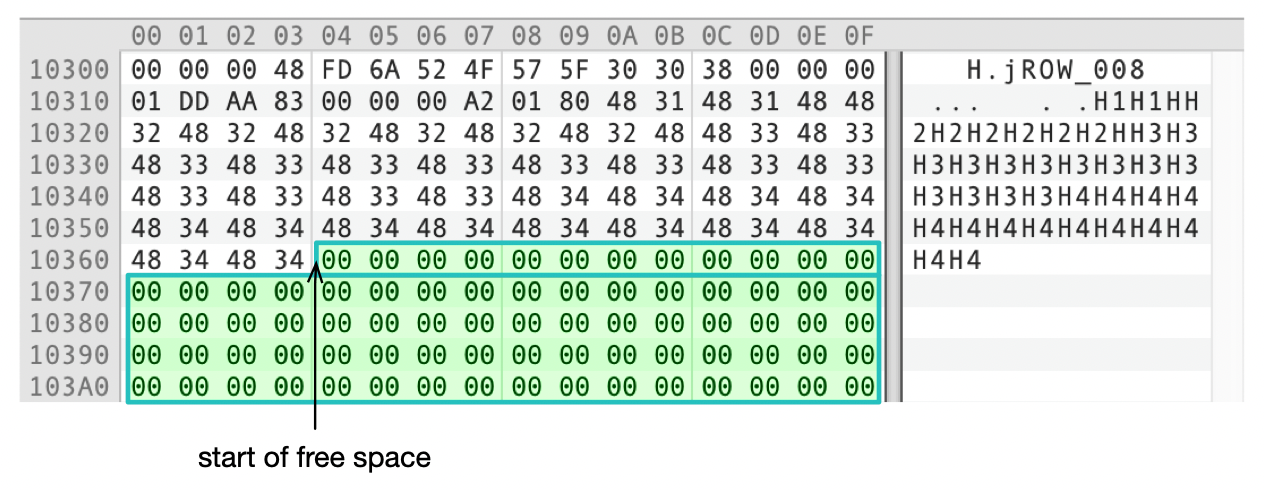 00 01 02 03 04 05 06 07 08 09 0A 0B 0C 0D 0E 0F
10300 00 00 00 48 FD 6A 52 4F 57 5F 30 30 38 00 00 00 H.jROW_008
10310 01 DD AA 83 00 00 00 A2 01 80 48 31 48 31 48 48 ... . .H1H1HH
10320 32 48 32 48 32 48 32 48 32 48 32 48 48 33 48 33 2H2H2H2H2H2HH3H3
10330 48 33 48 33 48 33 48 33 48 33 48 33 48 33 48 33 H3H3H3H3H3H3H3H3
10340 48 33 48 33 48 33 48 33 48 34 48 34 48 34 48 34 H3H3H3H3H4H4H4H4
10350 48 34 48 34 48 34 48 34 48 34 48 34 48 34 48 34 H4H4H4H4H4H4H4H4
10360 48 34 48 34 00 00 00 00 00 00 00 00 00 00 00 00 H4H4
10370 00 00 00 00 00 00 00 00 00 00 00 00 00 00 00 00
10380 00 00 00 00 00 00 00 00 00 00 00 00 00 00 00 00
10390 00 00 00 00 00 00 00 00 00 00 00 00 00 00 00 00
103A0 00 00 00 00 00 00 00 00 00 00 00 00 00 00 00 00
start of free space